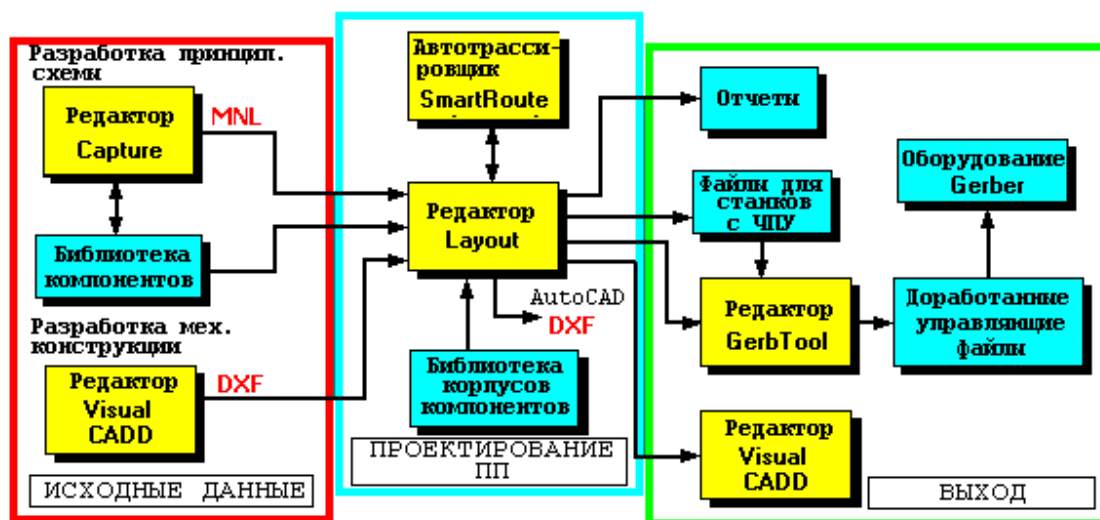 Разработка принцип.
схемы
Редактор
Capture
MNL
Библиотека
компонентов
Разработка мех.
конструкции
Редактор
Visual
CADD
DXF
ИСХОДНЫЕ ДАННЫЕ
Автотрасси-
ровщик
SmartRoute
Редактор
Layout
AutoCAD
DXF
Библиотека
корпусов
компонентов
ПРОЕКТИРОВАНИЕ
ПП
Отчеты
Файлы для
станков
с ЧПУ
Оборудование
Gerber
Редактор
GerbTool
Доработанные
управляющие
файлы
Редактор
Visual
CADD
ВЫХОД